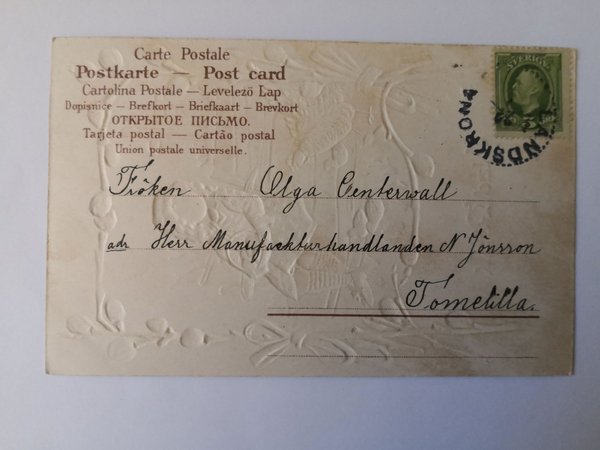 Carte Postale
Postkarte — Post card
Cartolina Postale — Levelező Lap
Dopisnice — Brefkort — Briefkaart — Brevkort
ОТКРЫТОЕ ПИСЬМО.
Tarjeta postal — Cartão postal
Union postale universelle.
SVERIGE
LANDSKRONA
Fröken Olga Centerwall
adr Herr Manufakturhandlanden N Jönsson
Tomelilla.